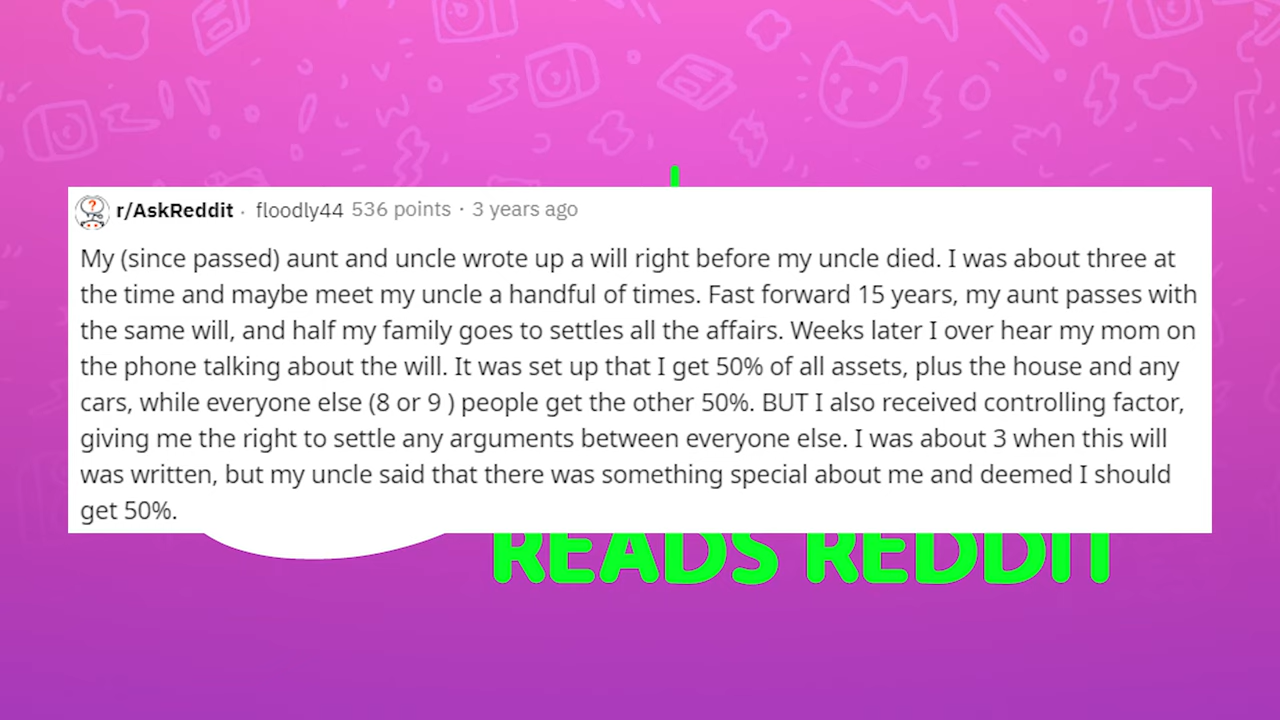 r/AskReddit · floodly44 536 points · 3 years ago
My (since passed) aunt and uncle wrote up a will right before my uncle died. I was about three at
the time and maybe meet my uncle a handful of times. Fast forward 15 years, my aunt passes with
the same will, and half my family goes to settles all the affairs. Weeks later I over hear my mom on
the phone talking about the will. It was set up that I get 50% of all assets, plus the house and any
cars, while everyone else (8 or 9 ) people get the other 50%. BUT I also received controlling factor,
giving me the right to settle any arguments between everyone else. I was about 3 when this will
was written, but my uncle said that there was something special about me and deemed I should
get 50%.
READS REDDIT